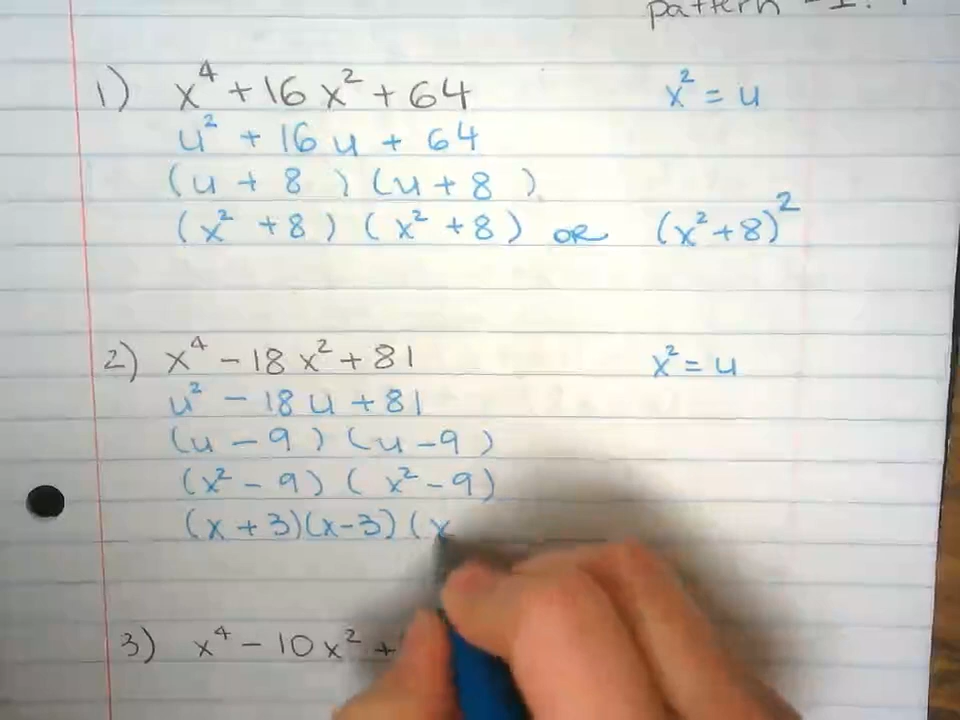 pattern
1) x⁴ + 16x² + 64 x² = u
u² + 16u + 64
(u + 8) (u + 8)
(x² + 8) (x² + 8) OR (x² + 8)²
2) x⁴ - 18x² + 81 x² = u
u² - 18u + 81
(u - 9) (u - 9)
(x² - 9) (x² - 9)
(x + 3)(x - 3) (x
3) x⁴ - 10x² +